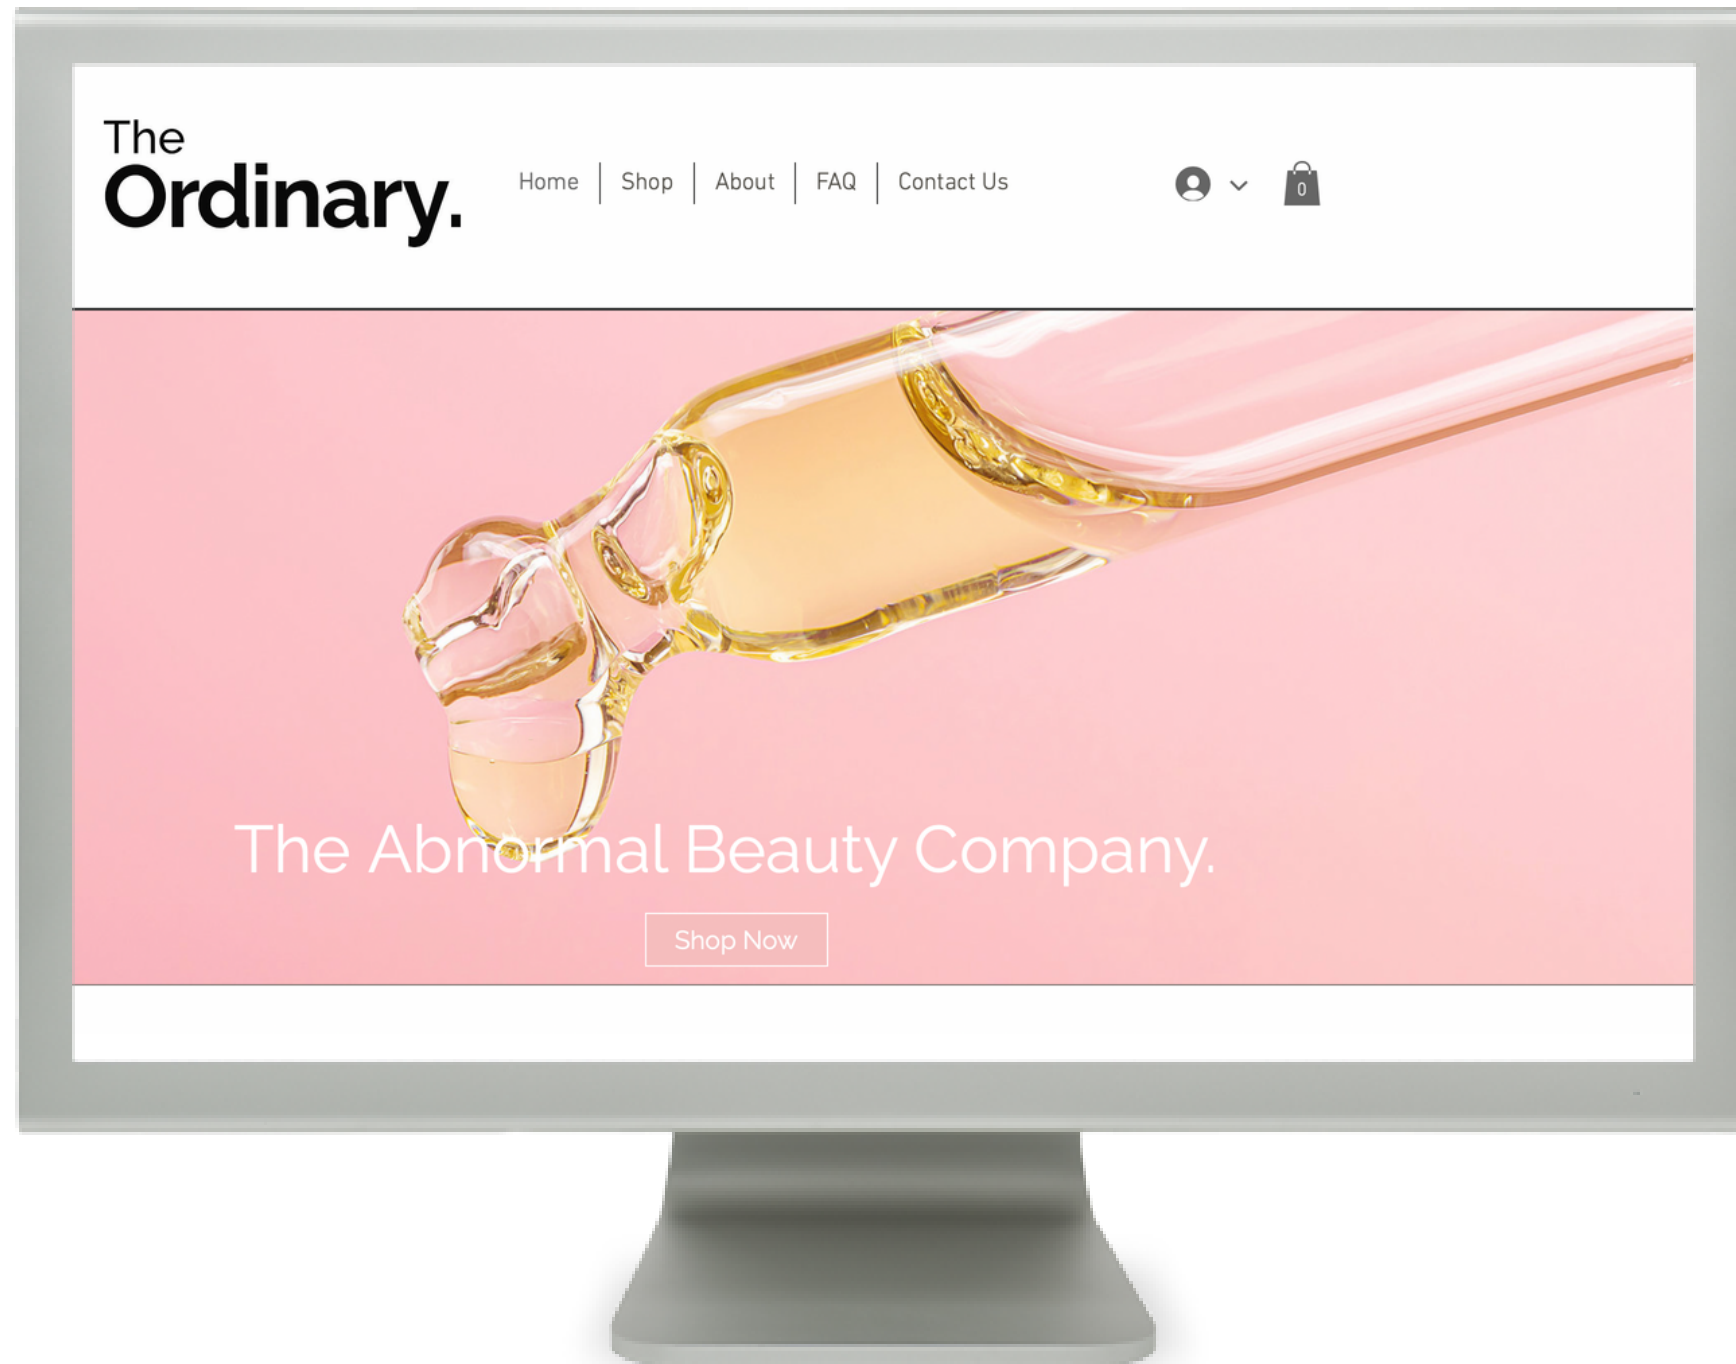 The
Ordinary.
Home Shop About FAQ Contact Us
0
The Abnormal Beauty Company.
Shop Now